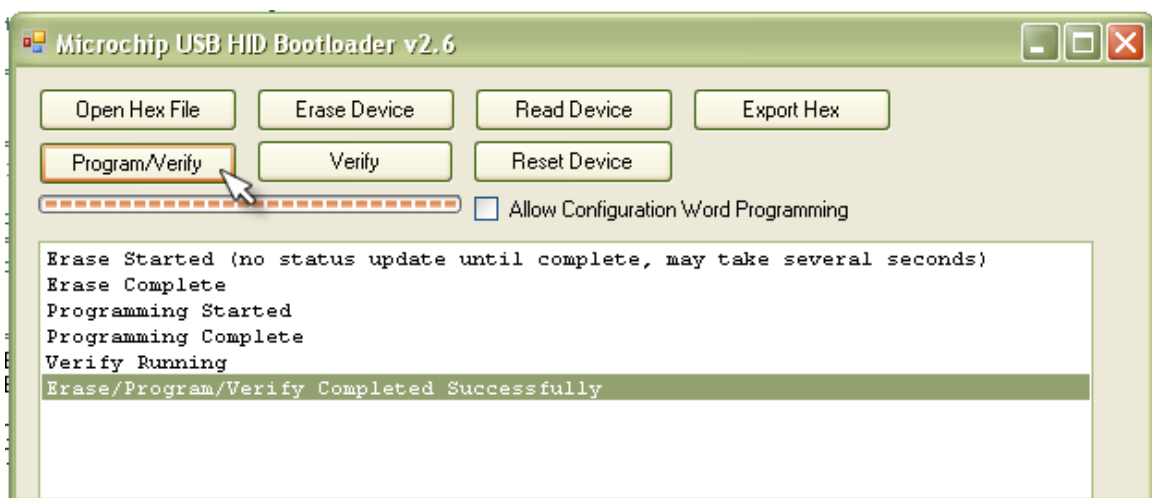 Microchip USB HID Bootloader v2.6
Open Hex File Erase Device Read Device Export Hex
Program/Verify Verify Reset Device
Allow Configuration Word Programming
Erase Started (no status update until complete, may take several seconds)
Erase Complete
Programming Started
Programming Complete
Verify Running
Erase/Program/Verify Completed Successfully